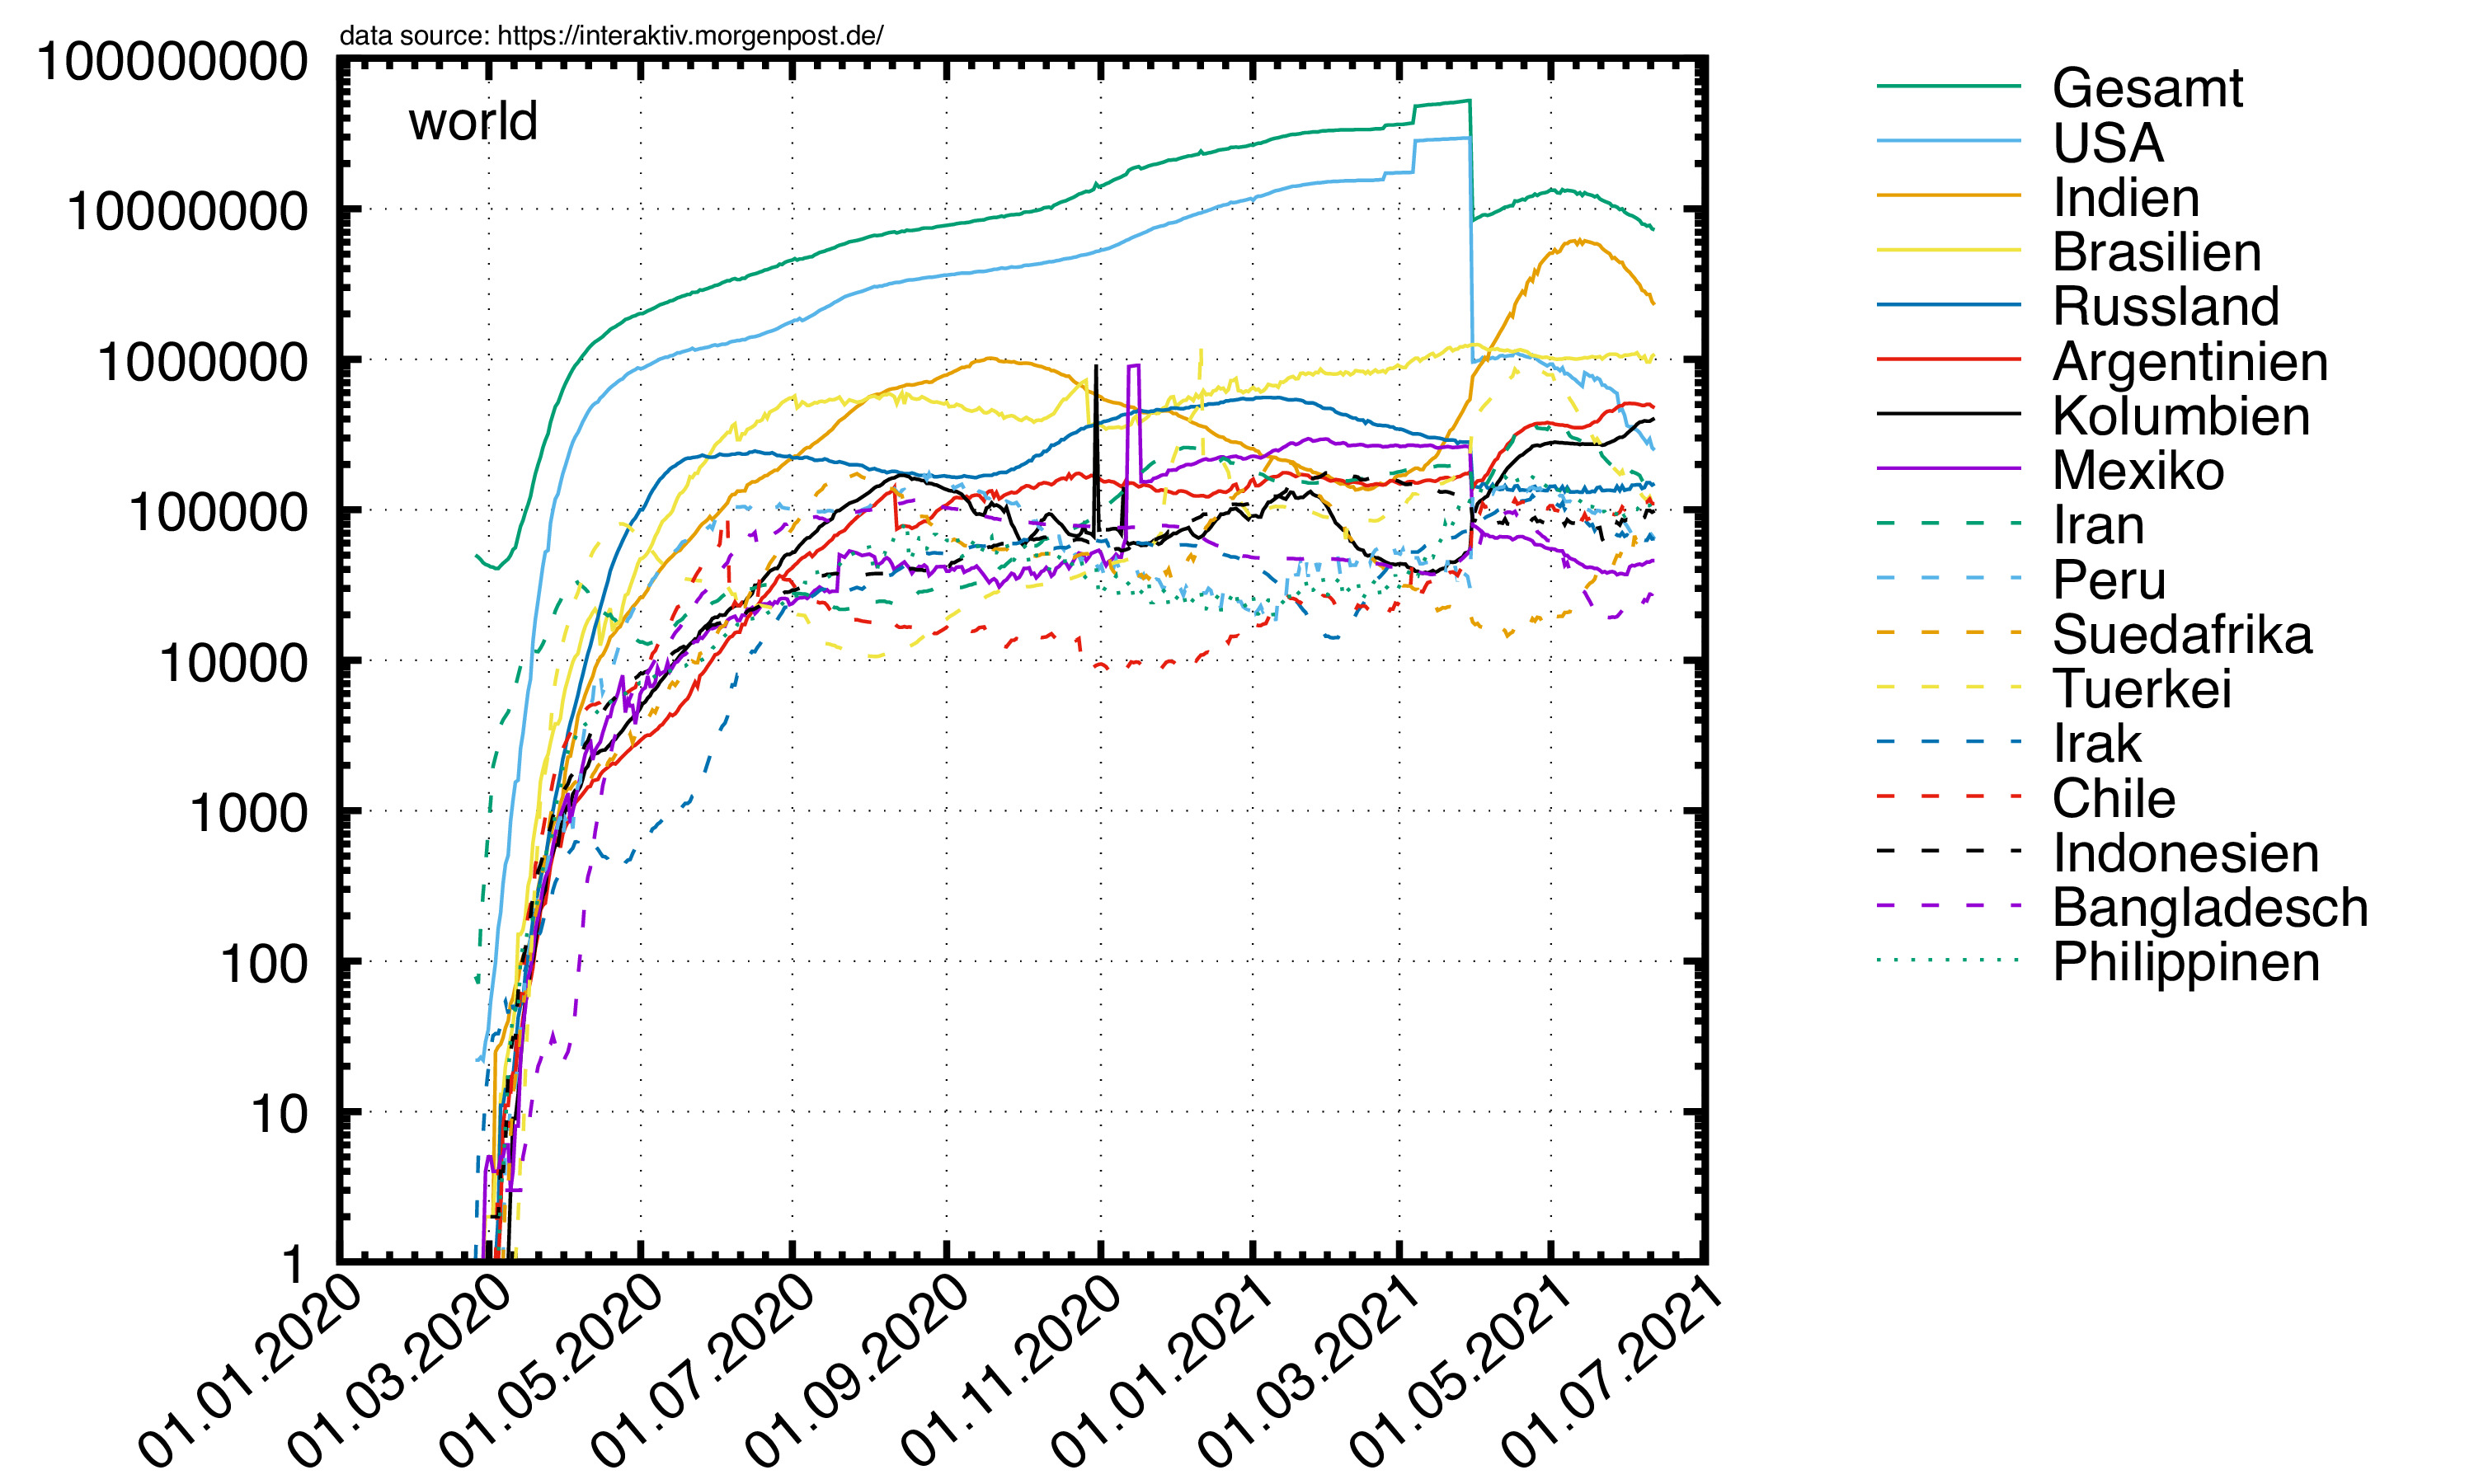 data source: https://interaktiv.morgenpost.de/
world
100000000
10000000
1000000
100000
10000
1000
100
10
1
01.01.2020
01.03.2020
01.05.2020
01.07.2020
01.09.2020
01.11.2020
01.01.2021
01.03.2021
01.05.2021
01.07.2021
Gesamt
USA
Indien
Brasilien
Russland
Argentinien
Kolumbien
Mexiko
Iran
Peru
Suedafrika
Tuerkei
Irak
Chile
Indonesien
Bangladesch
Philippinen